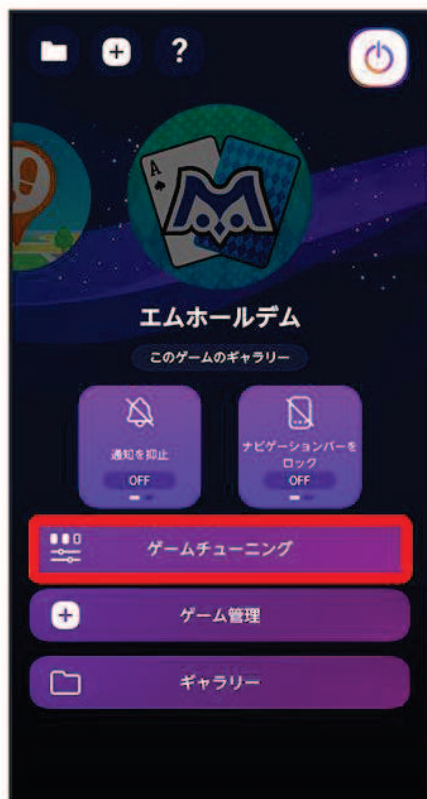 ?
A
エムホールデム
このゲームのギャラリー
通知を抑止
OFF
ナビゲーションバーを
ロック
OFF
ゲームチューニング
ゲーム管理
ギャラリー